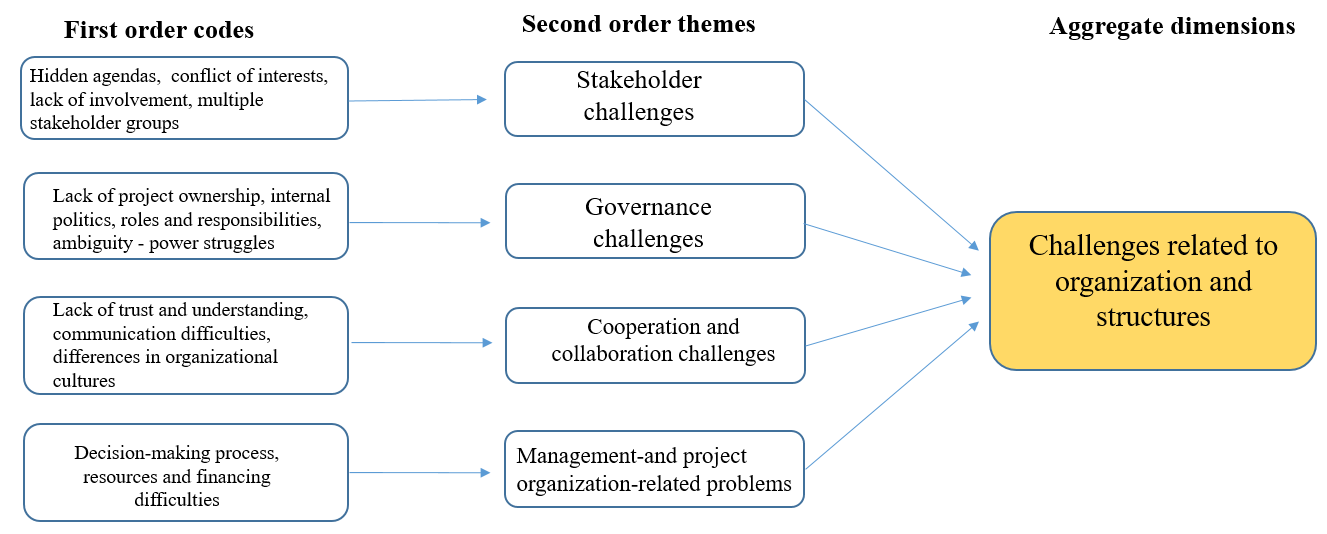 First order codes
Second order themes
Aggregate dimensions
Hidden agendas, conflict of interests,
lack of involvement, multiple
stakeholder groups
Stakeholder
challenges
Lack of project ownership, internal
politics, roles and responsibilities,
ambiguity - power struggles
Governance
challenges
Lack of trust and understanding,
communication difficulties,
differences in organizational
cultures
Cooperation and
collaboration challenges
Decision-making process,
resources and financing
difficulties
Management-and project
organization-related problems
Challenges related to
organization and
structures